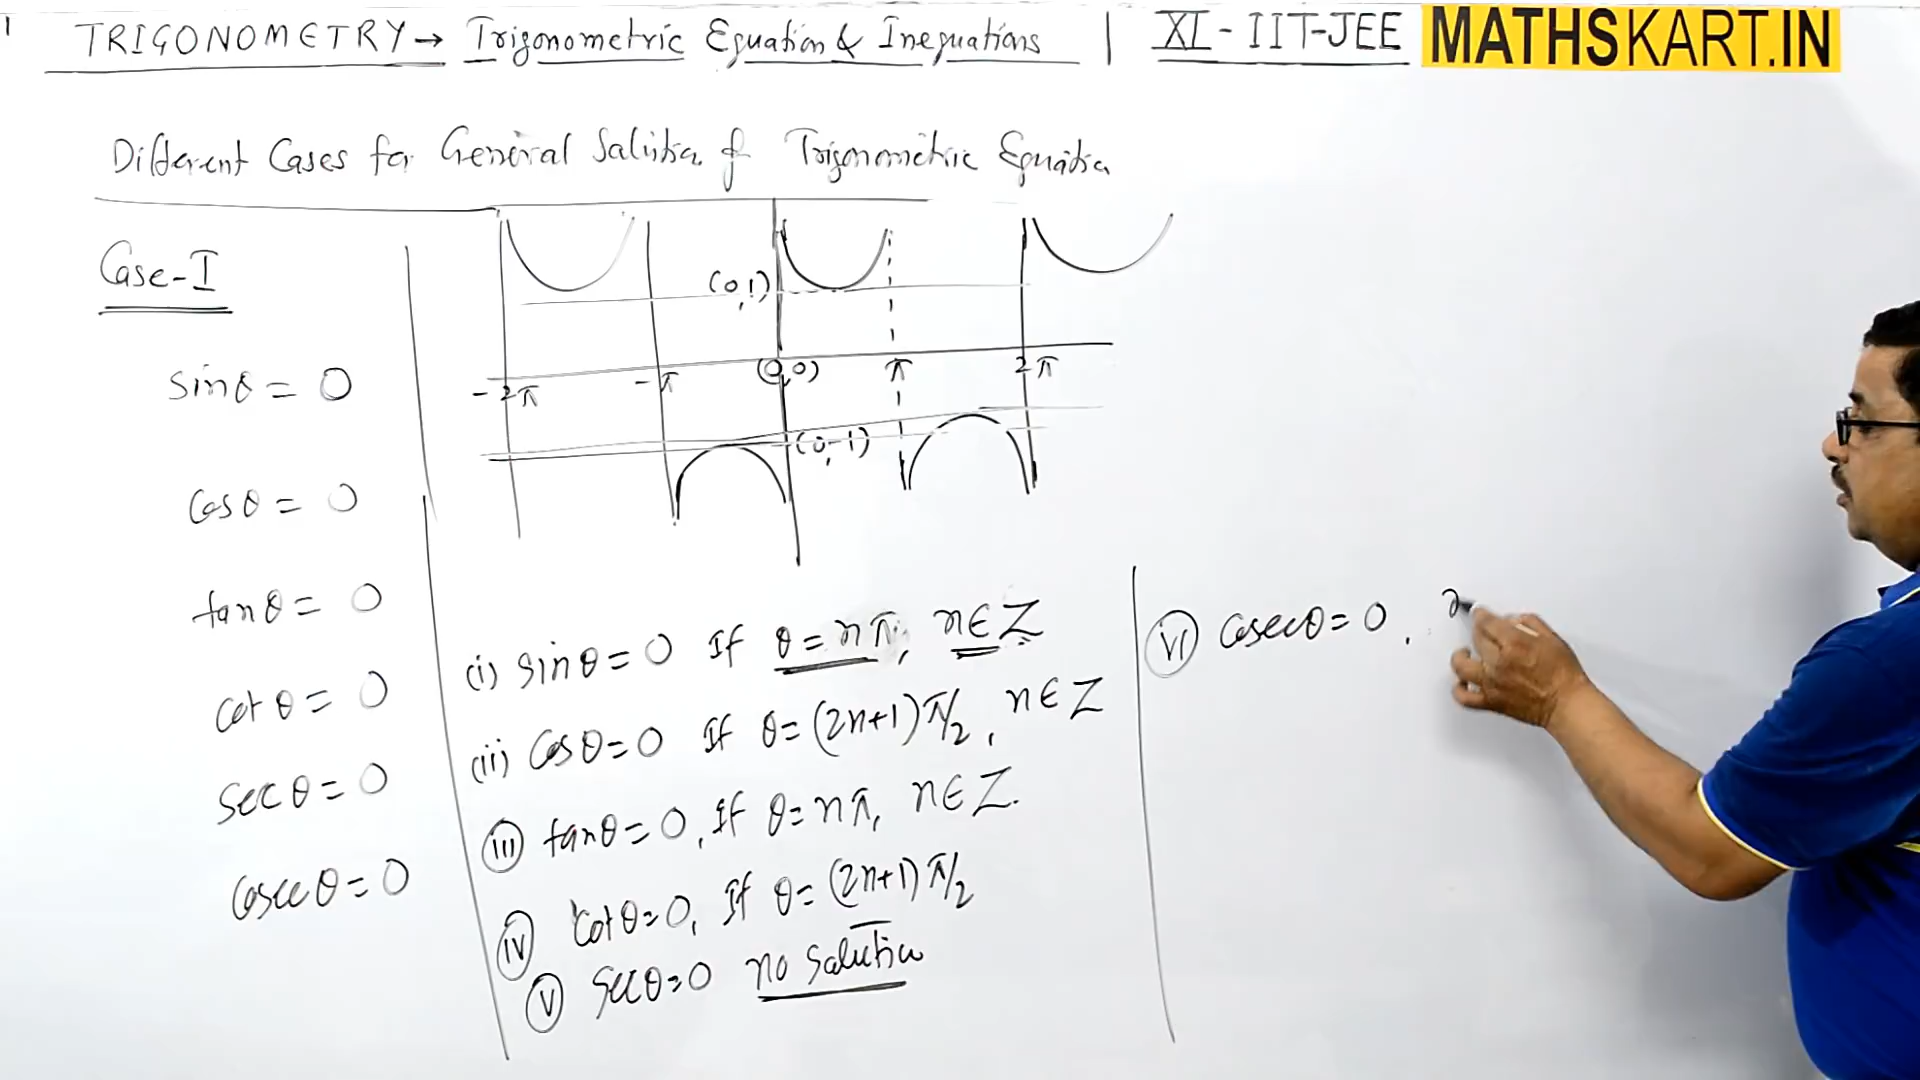 1
TRIGONOMETRY → Trigonometric Equation & Inequations | XI - IIT-JEE MATHSKART.IN
Different Cases for General Solution of Trigonometric Equation
Case-I
sinθ = 0
cosθ = 0
tanθ = 0
cotθ = 0
secθ = 0
cosecθ = 0
(0,1)
-2π -π (0,0) π 2π
(0,-1)
(i) sinθ=0 If θ=nπ, n∈Z
(ii) cosθ=0 If θ=(2n+1)π/2, n∈Z
(iii) tanθ=0, If θ=nπ, n∈Z.
(iv) cotθ=0, If θ=(2n+1)π/2
(v) secθ=0 no solution
(vi) cosecθ=0,